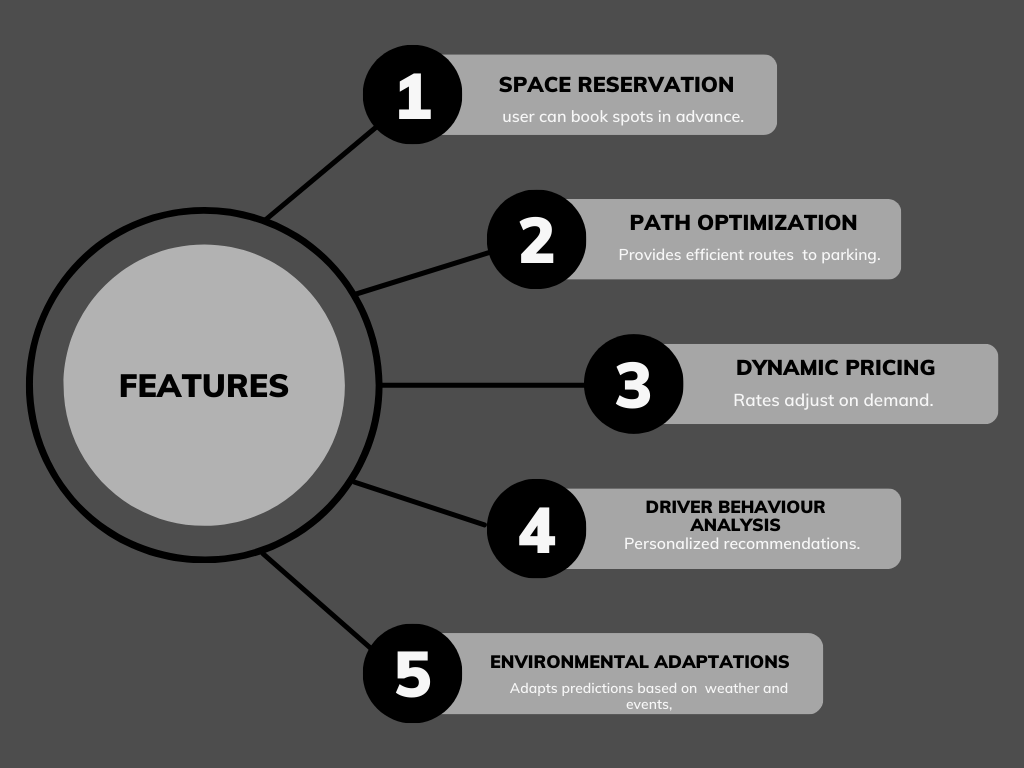 FEATURES
1
SPACE RESERVATION
user can book spots in advance.
2
PATH OPTIMIZATION
Provides efficient routes  to parking.
3
DYNAMIC PRICING
Rates adjust on demand.
4
DRIVER BEHAVIOUR
ANALYSIS
Personalized recommendations.
5
ENVIRONMENTAL ADAPTATIONS
Adapts predictions based on  weather and
events,